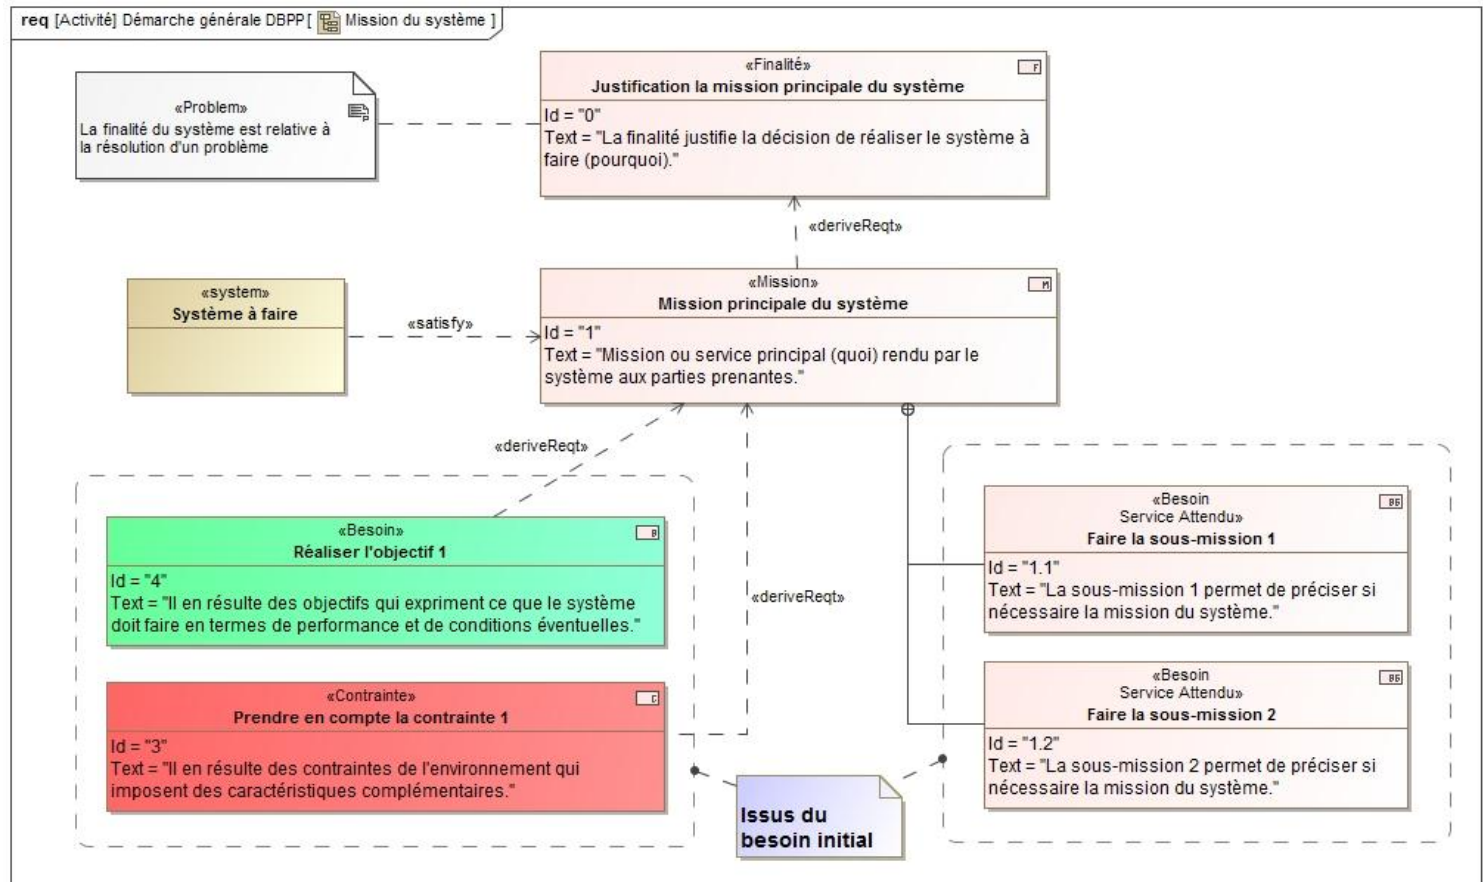 req [Activité] Démarche générale DBPP[ Mission du système ]
«Problem»
La finalité du système est relative à
la résolution d'un problème
«Finalité»
F
Justification la mission principale du système
Id = "0"
Text = "La finalité justifie la décision de réaliser le système à
faire (pourquoi)."
«deriveReqt»
«system»
Système à faire
«satisfy»
«Mission»
M
Mission principale du système
Id = "1"
Text = "Mission ou service principal (quoi) rendu par le
système aux parties prenantes."
«deriveReqt»
«Besoin»
B
Réaliser l'objectif 1
Id = "4"
Text = "Il en résulte des objectifs qui expriment ce que le système
doit faire en termes de performance et de conditions éventuelles."
«deriveReqt»
«Contrainte»
C
Prendre en compte la contrainte 1
Id = "3"
Text = "Il en résulte des contraintes de l'environnement qui
imposent des caractéristiques complémentaires."
Issus du
besoin initial
«Besoin
Service Attendu»
Faire la sous-mission 1
Id = "1.1"
Text = "La sous-mission 1 permet de préciser si
nécessaire la mission du système."
«Besoin
Service Attendu»
Faire la sous-mission 2
Id = "1.2"
Text = "La sous-mission 2 permet de préciser si
nécessaire la mission du système."